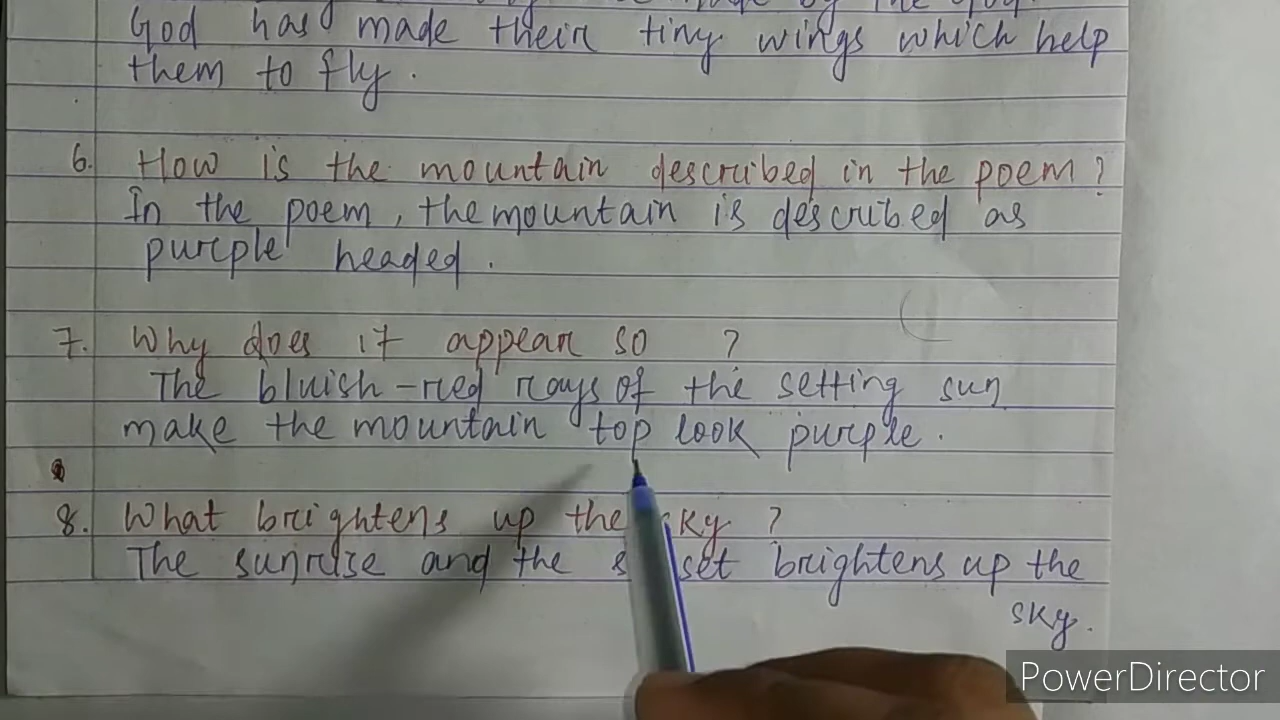 God has made their tiny wings which help
them to fly.
6. How is the mountain described in the poem?
In the poem, the mountain is described as
purple headed.
7. Why does it appear so ?
The bluish-red rays of the setting sun
make the mountain top look purple.
8. What brightens up the sky ?
The sunrise and the set brightens up the
sky.
PowerDirector